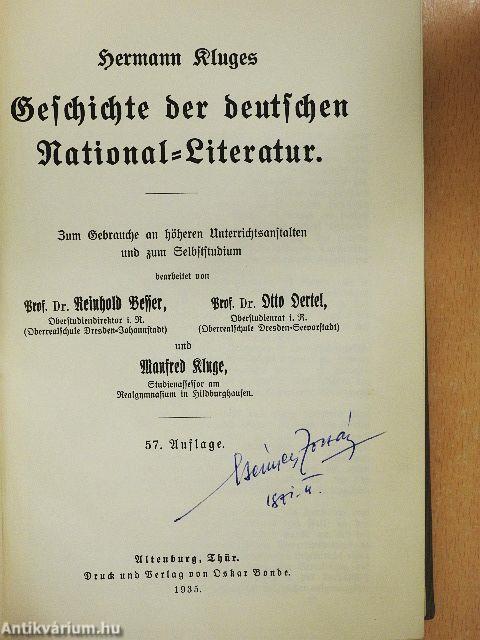 Hermann Kluges
Geschichte der deutschen
National=Literatur.
Zum Gebrauche an höheren Unterrichtsanstalten
und zum Selbststudium
bearbeitet von
Prof. Dr. Reinhold Besser,
Oberstudiendirektor i. R.
(Oberrealschule Dresden-Johannstadt)
Prof. Dr. Otto Oertel,
Oberstudienrat i. R.
(Oberrealschule Dresden-Seevorstadt)
und
Manfred Kluge,
Studienassessor am
Realgymnasium in Hildburghausen.
57. Auflage.
Altenburg, Thür.
Druck und Verlag von Oskar Bonde.
1935.
Antikvárium.hu